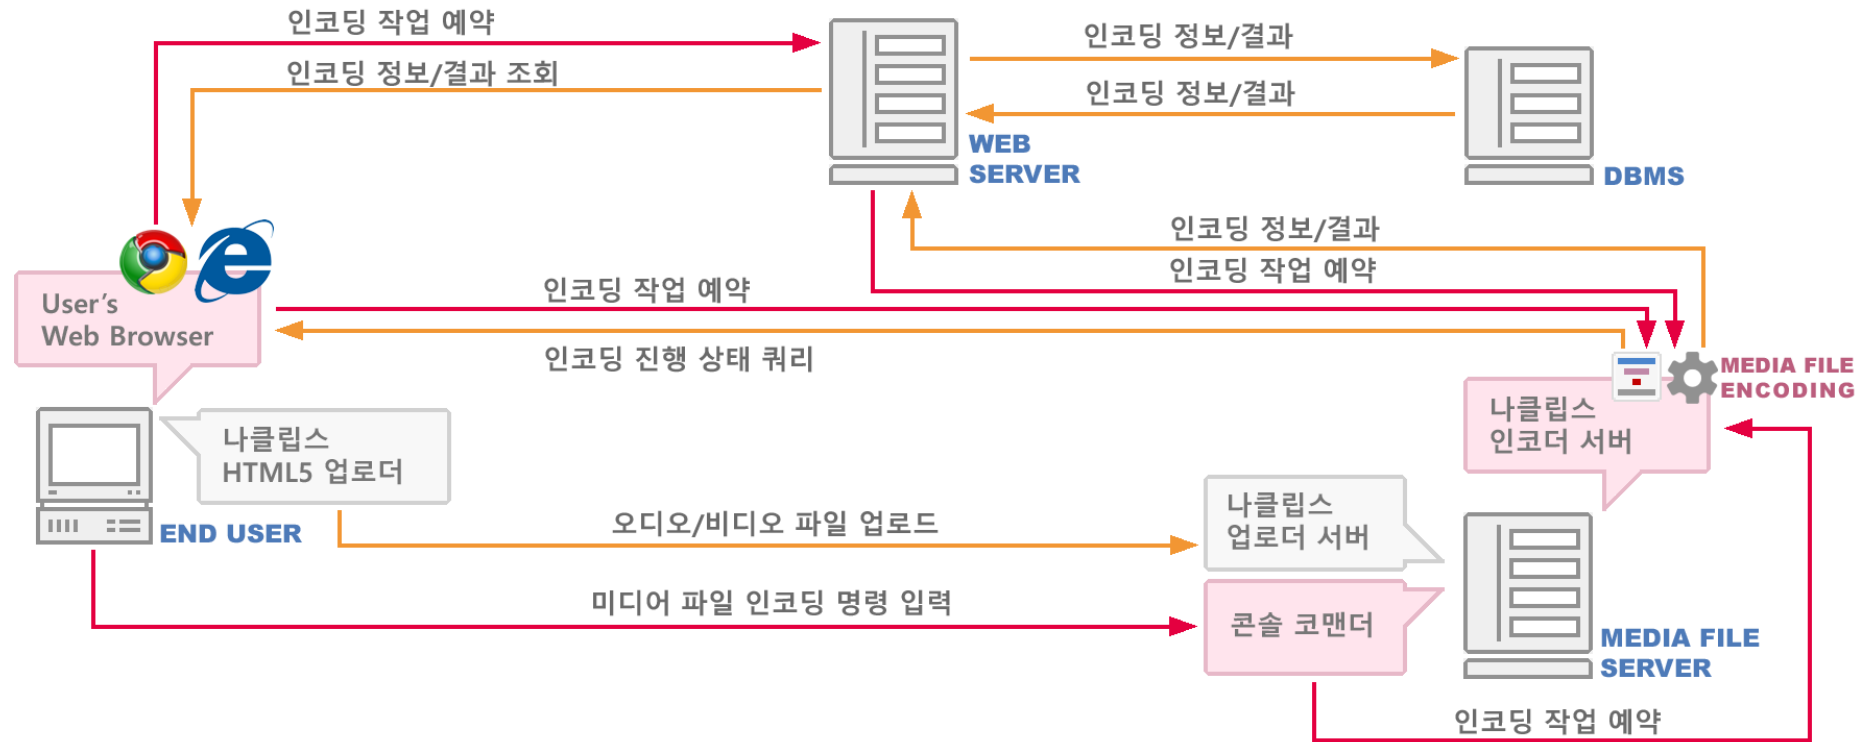 인코딩 작업 예약
인코딩 정보/결과 조회
인코딩 정보/결과
인코딩 정보/결과
WEB
SERVER
DBMS
인코딩 정보/결과
인코딩 작업 예약
User’s
Web Browser
인코딩 작업 예약
인코딩 진행 상태 쿼리
MEDIA FILE
ENCODING
나클립스
인코더 서버
나클립스
HTML5 업로더
END USER
오디오/비디오 파일 업로드
나클립스
업로더 서버
미디어 파일 인코딩 명령 입력
콘솔 코맨더
MEDIA FILE
SERVER
인코딩 작업 예약